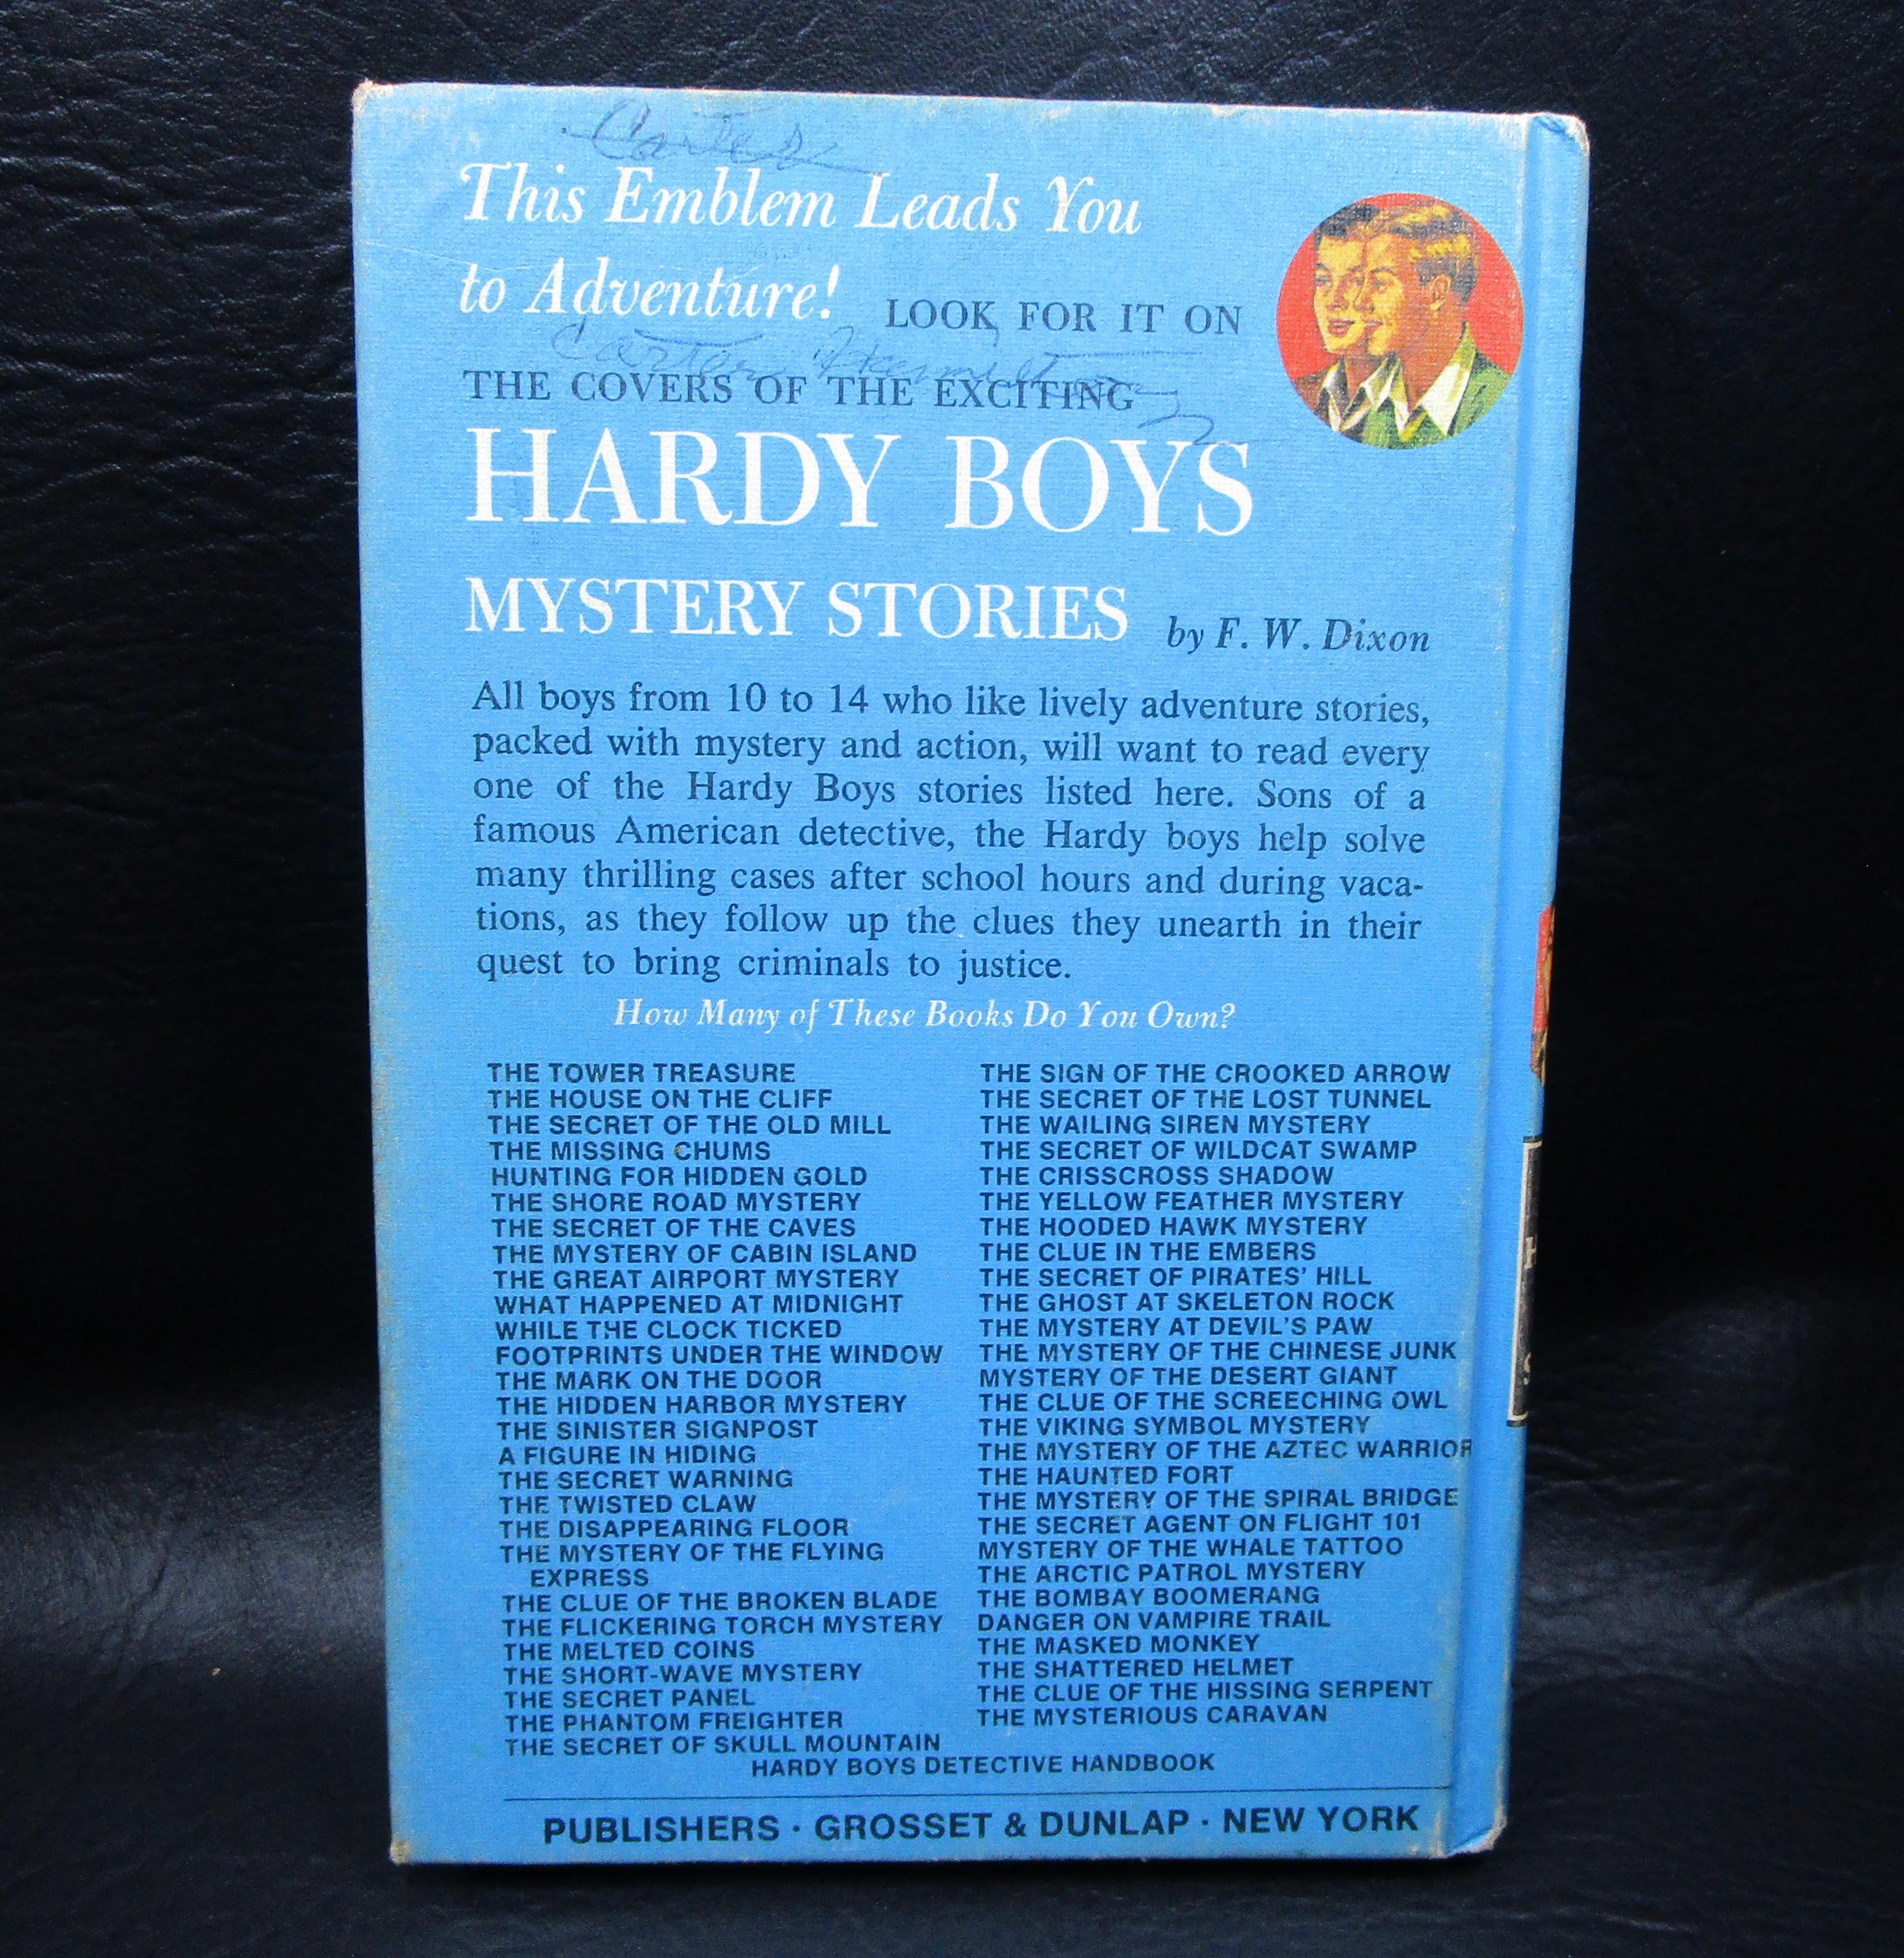 Carter
This Emblem Leads You
to Adventure! LOOK FOR IT ON
Carter
THE COVERS OF THE EXCITING
HARDY BOYS
MYSTERY STORIES by F. W. Dixon
All boys from 10 to 14 who like lively adventure stories,
packed with mystery and action, will want to read every
one of the Hardy Boys stories listed here. Sons of a
famous American detective, the Hardy boys help solve
many thrilling cases after school hours and during vaca-
tions, as they follow up the clues they unearth in their
quest to bring criminals to justice.
How Many of These Books Do You Own?
THE TOWER TREASURE
THE HOUSE ON THE CLIFF
THE SECRET OF THE OLD MILL
THE MISSING CHUMS
HUNTING FOR HIDDEN GOLD
THE SHORE ROAD MYSTERY
THE SECRET OF THE CAVES
THE MYSTERY OF CABIN ISLAND
THE GREAT AIRPORT MYSTERY
WHAT HAPPENED AT MIDNIGHT
WHILE THE CLOCK TICKED
FOOTPRINTS UNDER THE WINDOW
THE MARK ON THE DOOR
THE HIDDEN HARBOR MYSTERY
THE SINISTER SIGNPOST
A FIGURE IN HIDING
THE SECRET WARNING
THE TWISTED CLAW
THE DISAPPEARING FLOOR
THE MYSTERY OF THE FLYING
EXPRESS
THE CLUE OF THE BROKEN BLADE
THE FLICKERING TORCH MYSTERY
THE MELTED COINS
THE SHORT-WAVE MYSTERY
THE SECRET PANEL
THE PHANTOM FREIGHTER
THE SECRET OF SKULL MOUNTAIN
THE SIGN OF THE CROOKED ARROW
THE SECRET OF THE LOST TUNNEL
THE WAILING SIREN MYSTERY
THE SECRET OF WILDCAT SWAMP
THE CRISSCROSS SHADOW
THE YELLOW FEATHER MYSTERY
THE HOODED HAWK MYSTERY
THE CLUE IN THE EMBERS
THE SECRET OF PIRATES' HILL
THE GHOST AT SKELETON ROCK
THE MYSTERY AT DEVIL'S PAW
THE MYSTERY OF THE CHINESE JUNK
MYSTERY OF THE DESERT GIANT
THE CLUE OF THE SCREECHING OWL
THE VIKING SYMBOL MYSTERY
THE MYSTERY OF THE AZTEC WARRIOR
THE HAUNTED FORT
THE MYSTERY OF THE SPIRAL BRIDGE
THE SECRET AGENT ON FLIGHT 101
MYSTERY OF THE WHALE TATTOO
THE ARCTIC PATROL MYSTERY
THE BOMBAY BOOMERANG
DANGER ON VAMPIRE TRAIL
THE MASKED MONKEY
THE SHATTERED HELMET
THE CLUE OF THE HISSING SERPENT
THE MYSTERIOUS CARAVAN
HARDY BOYS DETECTIVE HANDBOOK
PUBLISHERS · GROSSET & DUNLAP · NEW YORK